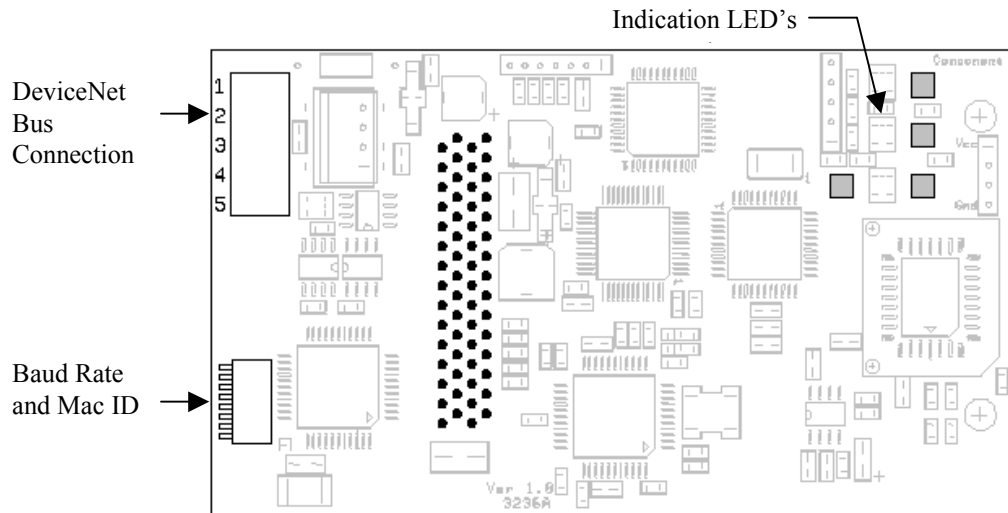 Indication LED’s
DeviceNet
Bus
Connection
1
2
3
4
5
Component
Vcc
Gnd
Baud Rate
and Mac ID
Ver 1.0
3236A